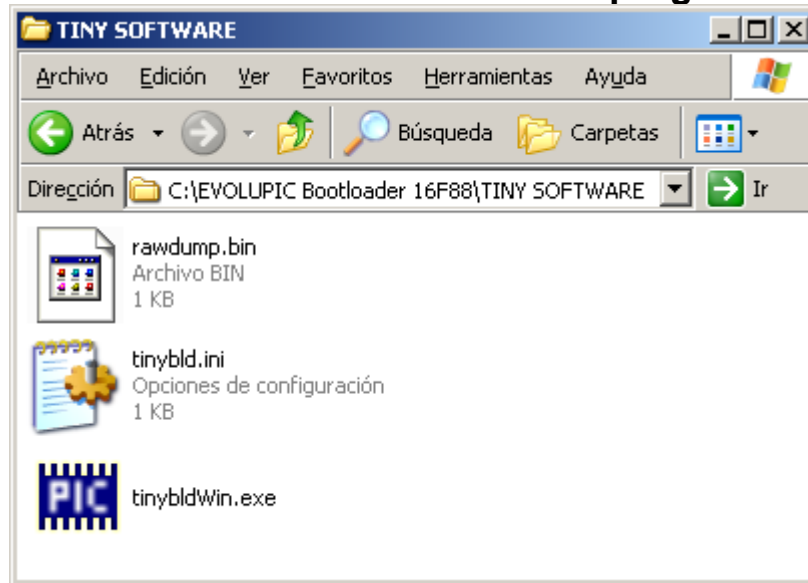 TINY SOFTWARE
Archivo Edición Ver Favoritos Herramientas Ayuda
Atrás Búsqueda Carpetas
Dirección C:\EVOLUPIC Bootloader 16F88\TINY SOFTWARE Ir
rawdump.bin
Archivo BIN
1 KB
tinybld.ini
Opciones de configuración
1 KB
PIC
tinybldWin.exe